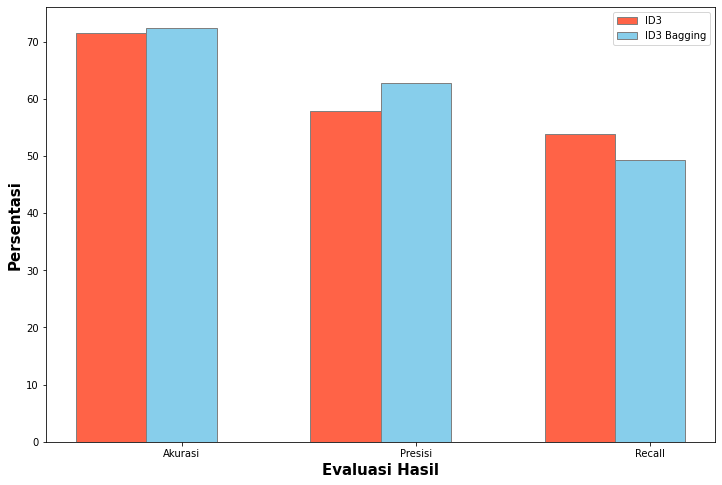 ID3
ID3 Bagging
70
60
50
40
30
20
10
0
Persentasi
Akurasi
Presisi
Recall
Evaluasi Hasil